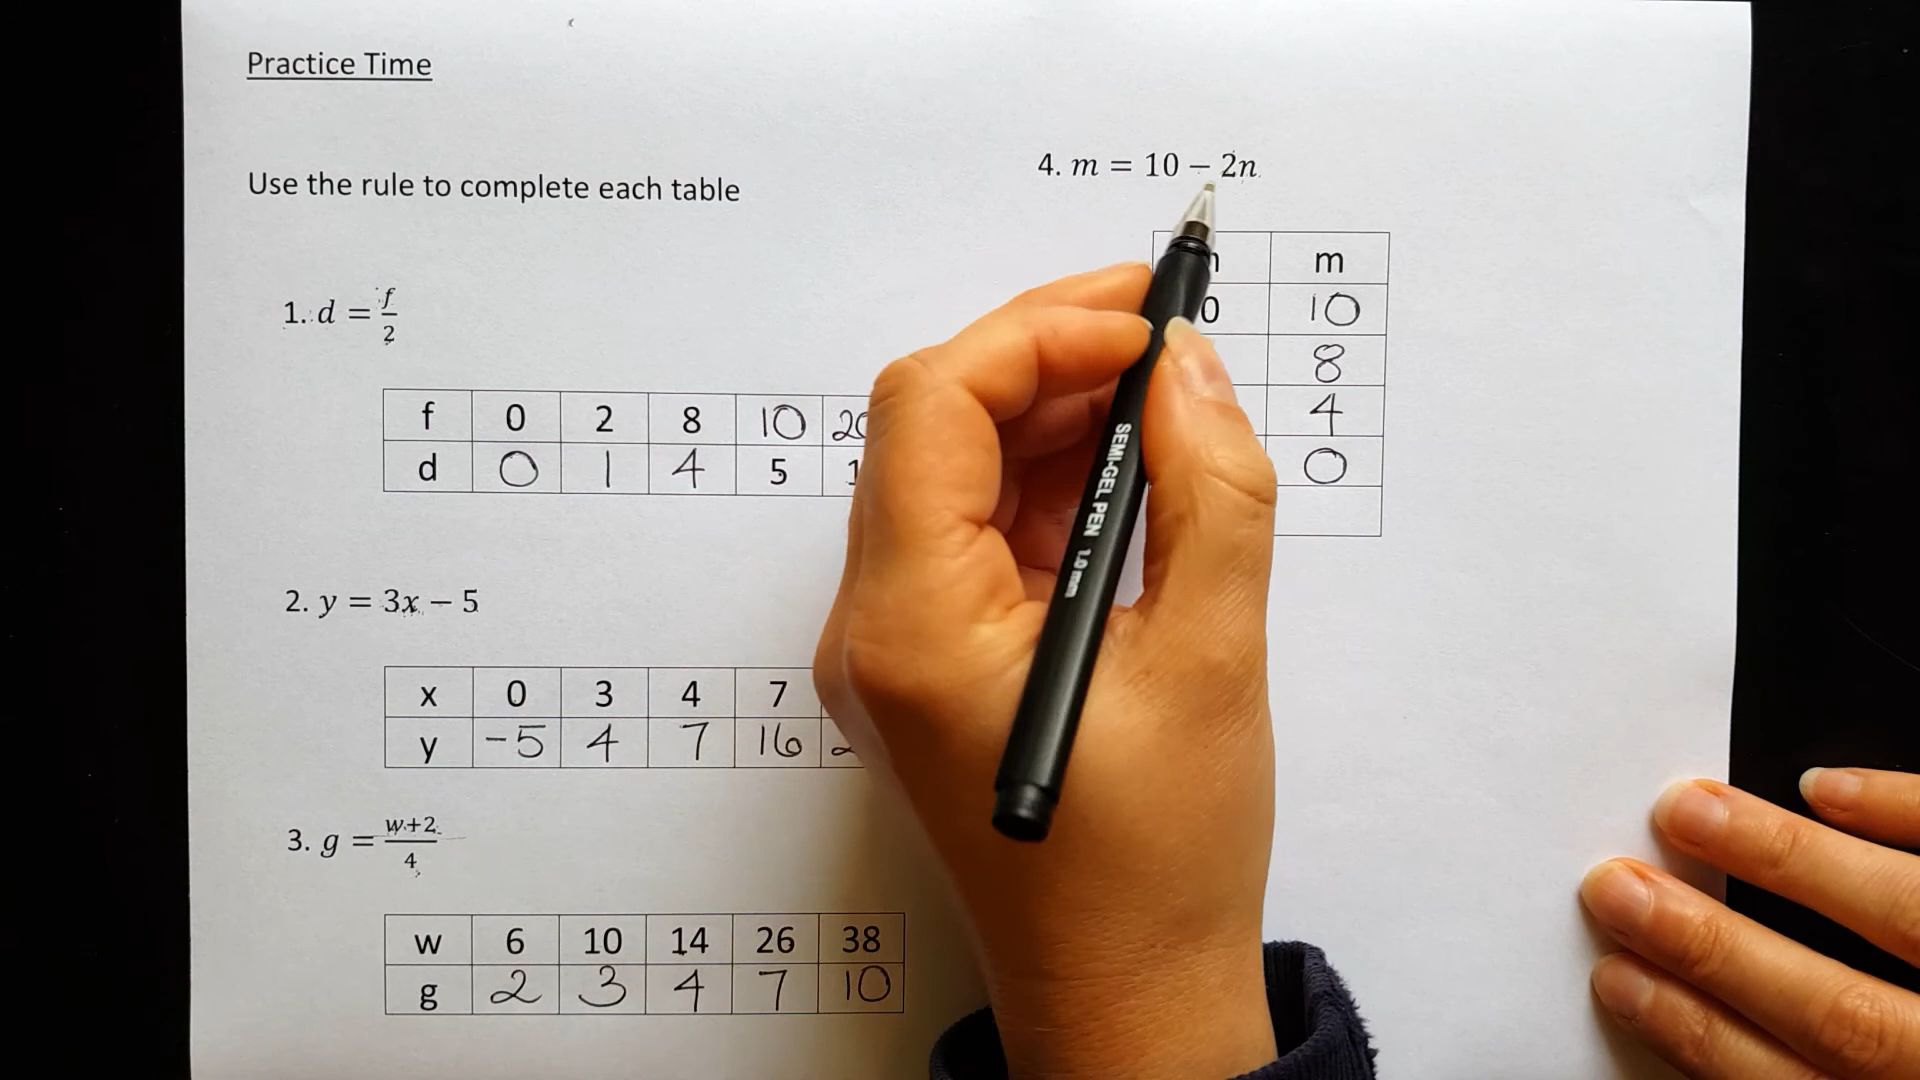 Practice Time
Use the rule to complete each table
1. d = f/2
f 0 2 8 10
d 0 1 4 5
2. y = 3x – 5
x 0 3 4 7
y -5 4 7 16
3. g = w+2/4
w 6 10 14 26 38
g 2 3 4 7 10
4. m = 10 – 2n
m
0 10
8
4
0
SEMI-GEL PEN 1.0 mm